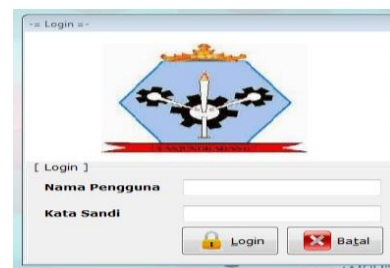 -= Login =-
[ Login ]
Nama Pengguna
Kata Sandi
Login
Batal